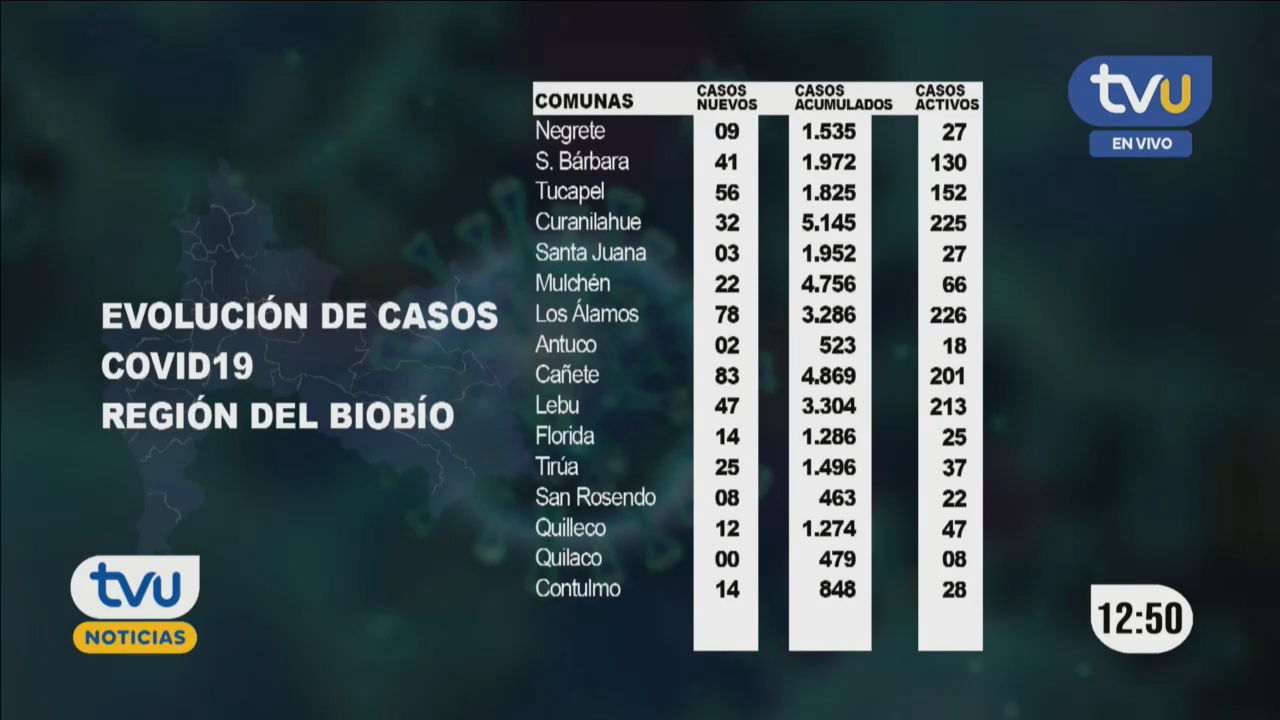 tvu
EN VIVO
EVOLUCIÓN DE CASOS
COVID19
REGIÓN DEL BIOBÍO
COMUNAS CASOS NUEVOS CASOS ACUMULADOS CASOS ACTIVOS
Negrete 09 1.535 27
S. Bárbara 41 1.972 130
Tucapel 56 1.825 152
Curanilahue 32 5.145 225
Santa Juana 03 1.952 27
Mulchén 22 4.756 66
Los Álamos 78 3.286 226
Antuco 02 523 18
Cañete 83 4.869 201
Lebu 47 3.304 213
Florida 14 1.286 25
Tirúa 25 1.496 37
San Rosendo 08 463 22
Quilleco 12 1.274 47
Quilaco 00 479 08
Contulmo 14 848 28
tvu
NOTICIAS
12:50